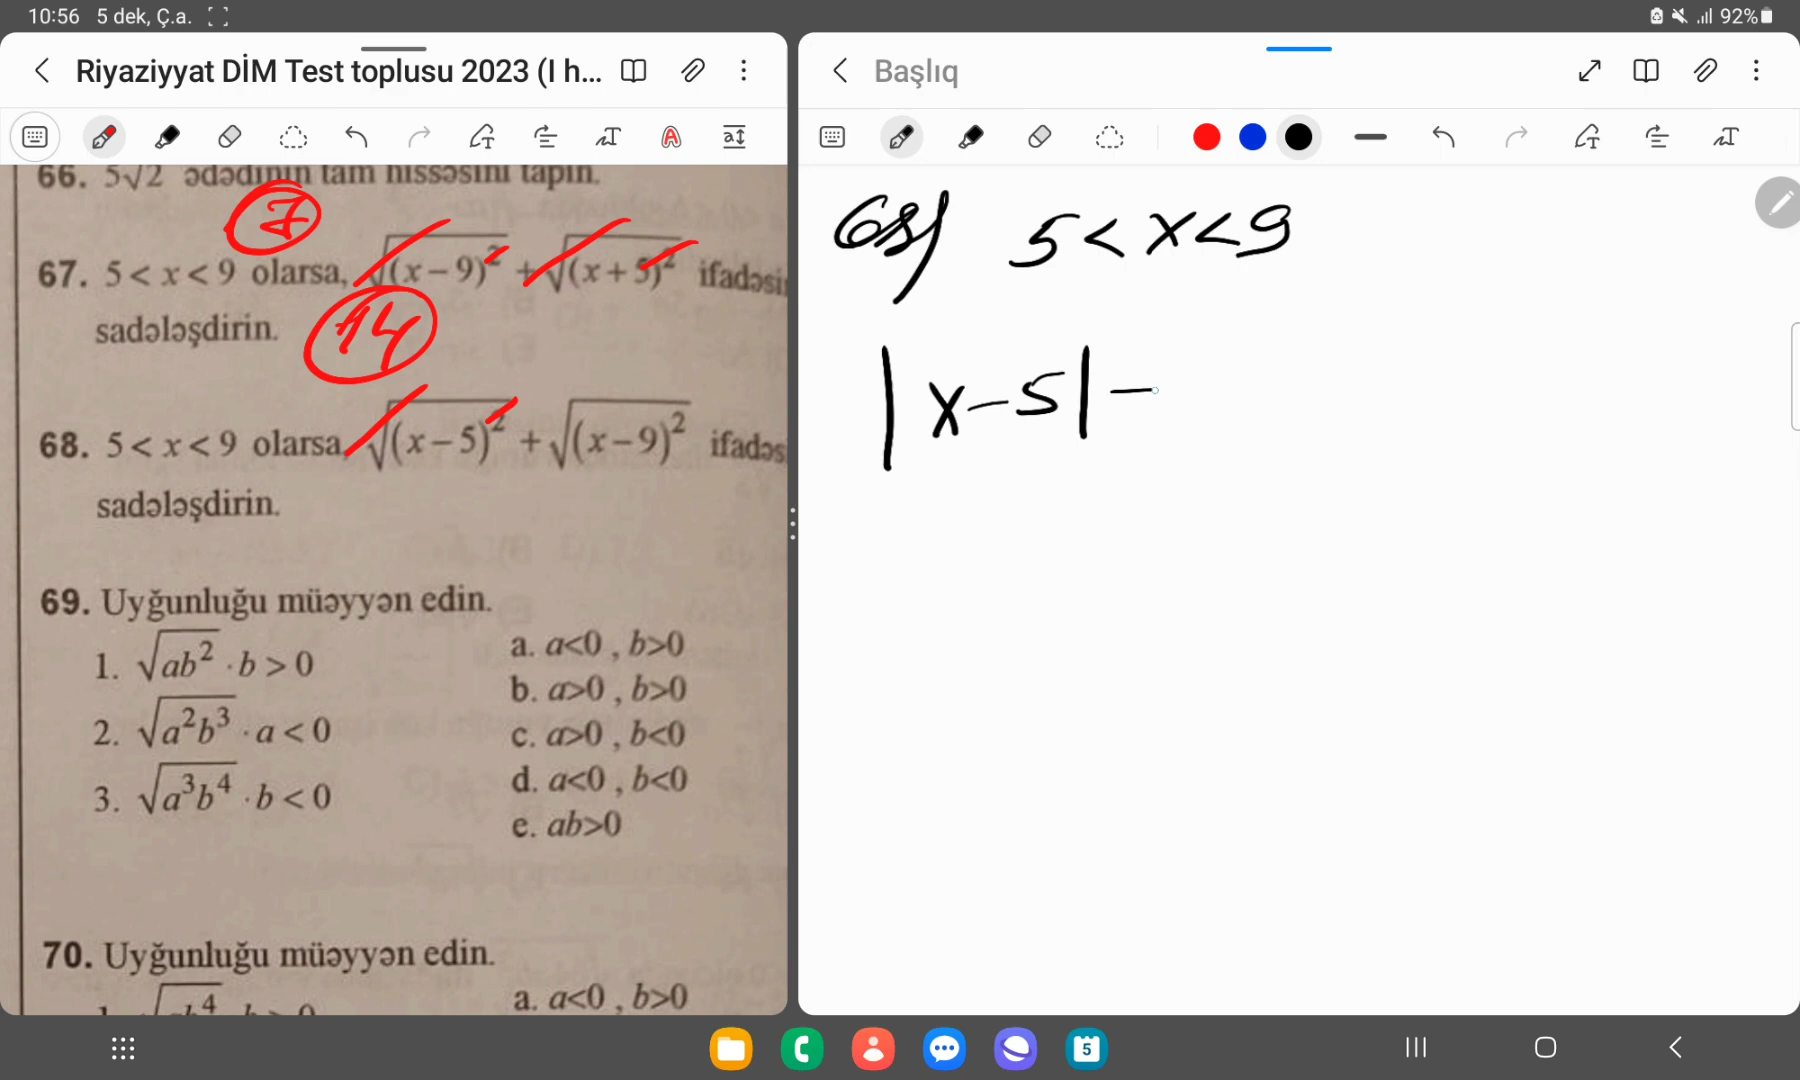 10:56 5 dek, Ç.a. 92%
Riyaziyyat DİM Test toplusu 2023 (I h...
66. 5√2 ədədinin tam hissəsini tapın.
7
67. 5 < x < 9 olarsa, √(x − 9)² + √(x + 5)² ifadəsi
sadələşdirin.
14
68. 5 < x < 9 olarsa, √(x − 5)² + √(x − 9)² ifadəs
sadələşdirin.
69. Uyğunluğu müəyyən edin.
1. √ab² · b > 0
2. √a²b³ · a < 0
3. √a³b⁴ · b < 0
a. a<0 , b>0
b. a>0 , b>0
c. a>0 , b<0
d. a<0 , b<0
e. ab>0
70. Uyğunluğu müəyyən edin.
a. a<0 , b>0
Başlıq
68) 5 < x < 9
|x − 5| −
5